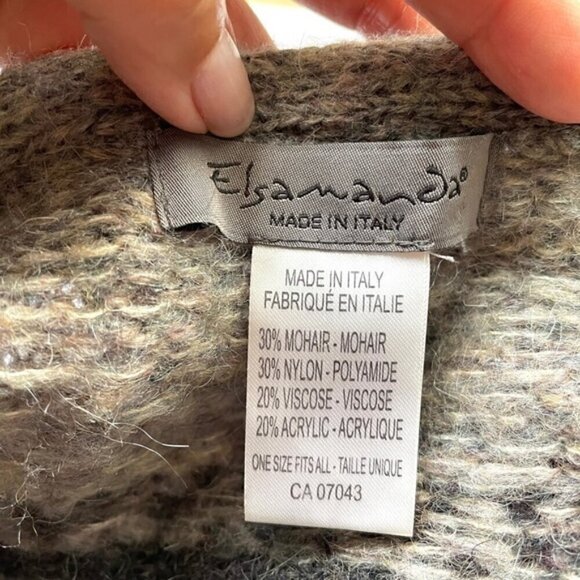 Elsamanda®
MADE IN ITALY
MADE IN ITALY
FABRIQUÉ EN ITALIE
30% MOHAIR - MOHAIR
30% NYLON - POLYAMIDE
20% VISCOSE - VISCOSE
20% ACRYLIC - ACRYLIQUE
ONE SIZE FITS ALL - TAILLE UNIQUE
CA 07043